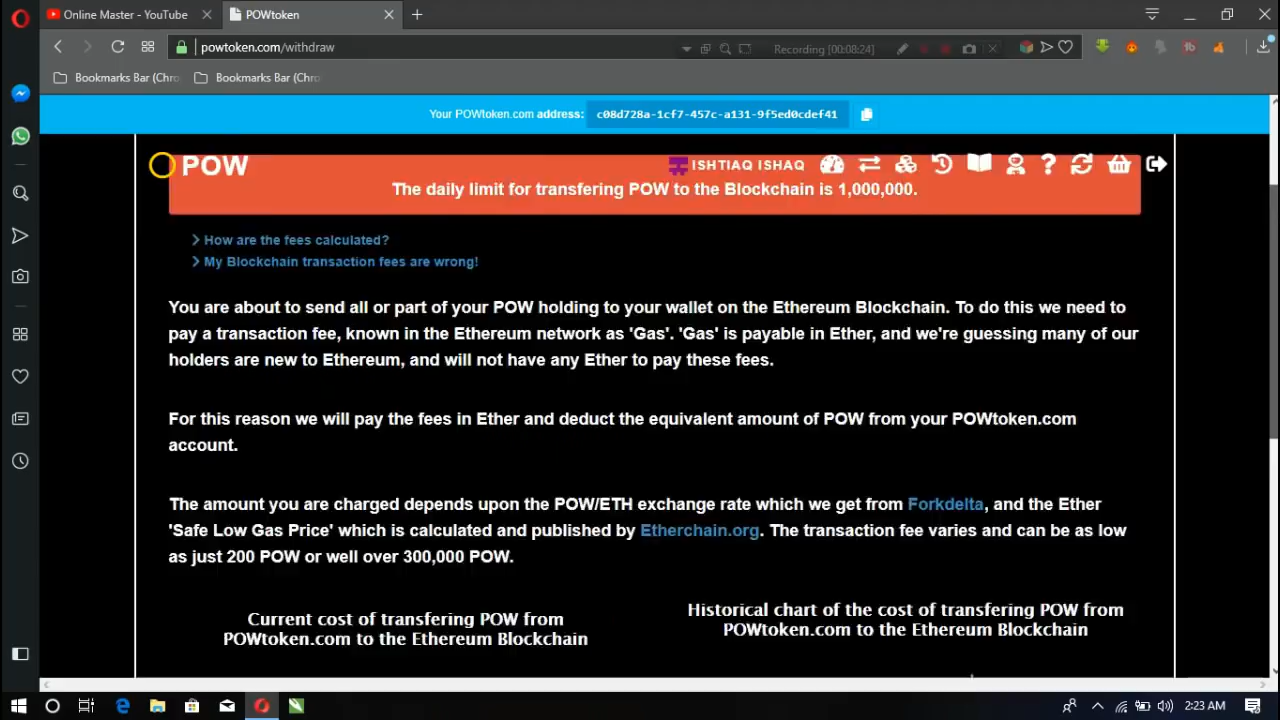 Online Master - YouTube
POWtoken
powtoken.com/withdraw
Recording [00:08:24]
Bookmarks Bar (Chro
Bookmarks Bar (Chro
Your POWtoken.com address: c08d728a-1cf7-457c-a131-9f5ed0cdef41
POW
ISHTIAQ ISHAQ
The daily limit for transfering POW to the Blockchain is 1,000,000.
How are the fees calculated?
My Blockchain transaction fees are wrong!
You are about to send all or part of your POW holding to your wallet on the Ethereum Blockchain. To do this we need to
pay a transaction fee, known in the Ethereum network as 'Gas'. 'Gas' is payable in Ether, and we're guessing many of our
holders are new to Ethereum, and will not have any Ether to pay these fees.
For this reason we will pay the fees in Ether and deduct the equivalent amount of POW from your POWtoken.com
account.
The amount you are charged depends upon the POW/ETH exchange rate which we get from Forkdelta, and the Ether
'Safe Low Gas Price' which is calculated and published by Etherchain.org. The transaction fee varies and can be as low
as just 200 POW or well over 300,000 POW.
Current cost of transfering POW from
POWtoken.com to the Ethereum Blockchain
Historical chart of the cost of transfering POW from
POWtoken.com to the Ethereum Blockchain
2:23 AM